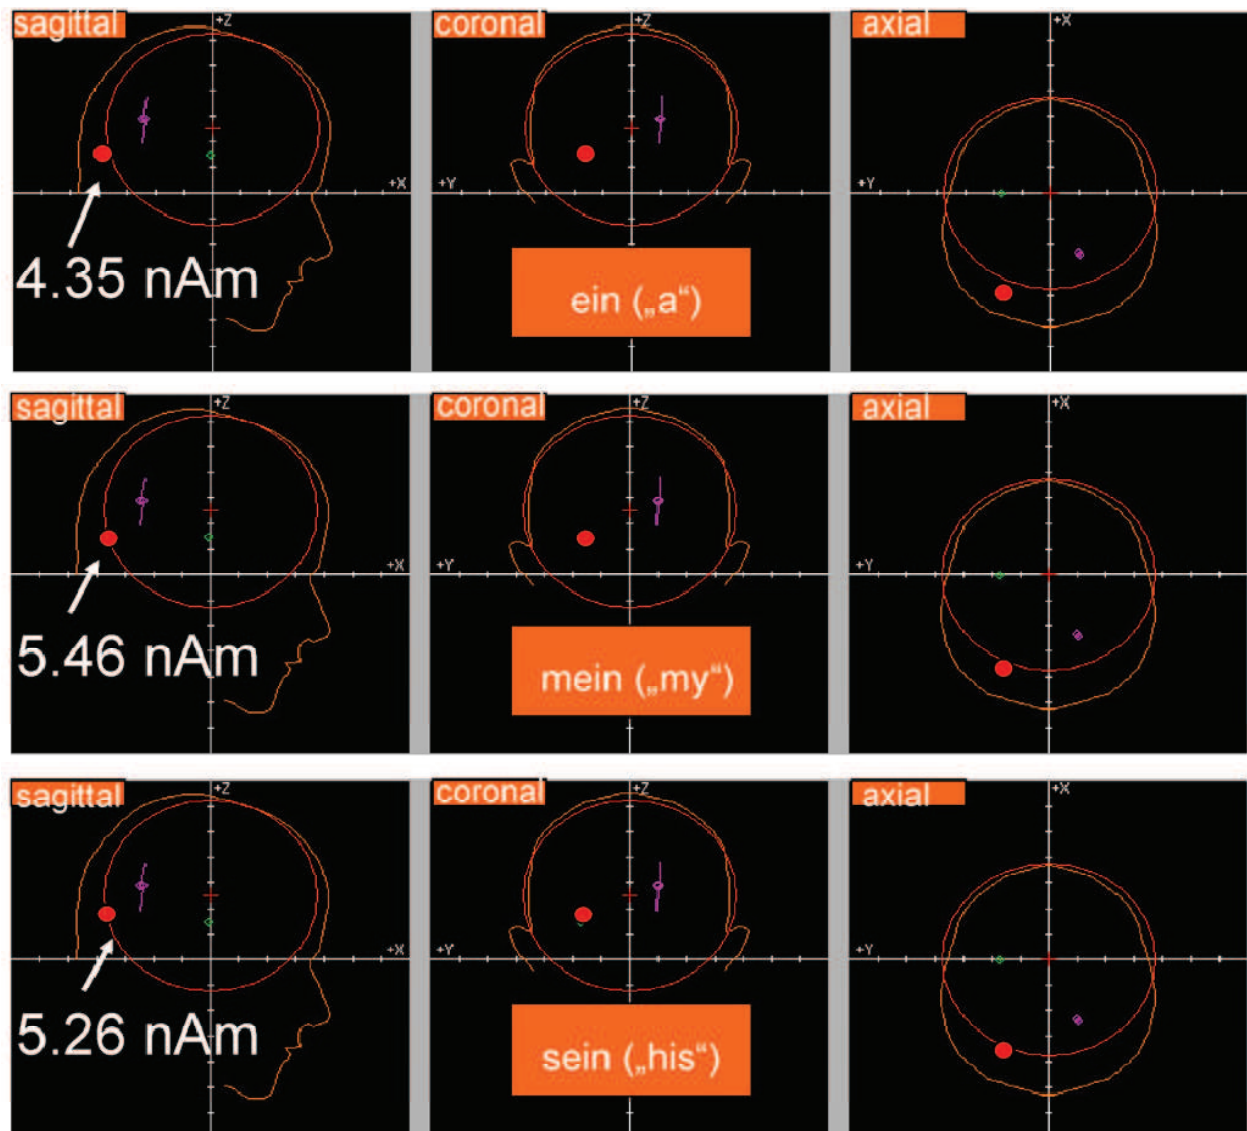 sagittal
+Z
coronal
+Z
axial
+X
+X
+Y
+Y
4.35 nAm
ein („a“)
sagittal
+Z
coronal
+Z
axial
+X
+X
+Y
+Y
5.46 nAm
mein („my“)
sagittal
+Z
coronal
+Z
axial
+X
+X
+Y
+Y
5.26 nAm
sein („his“)